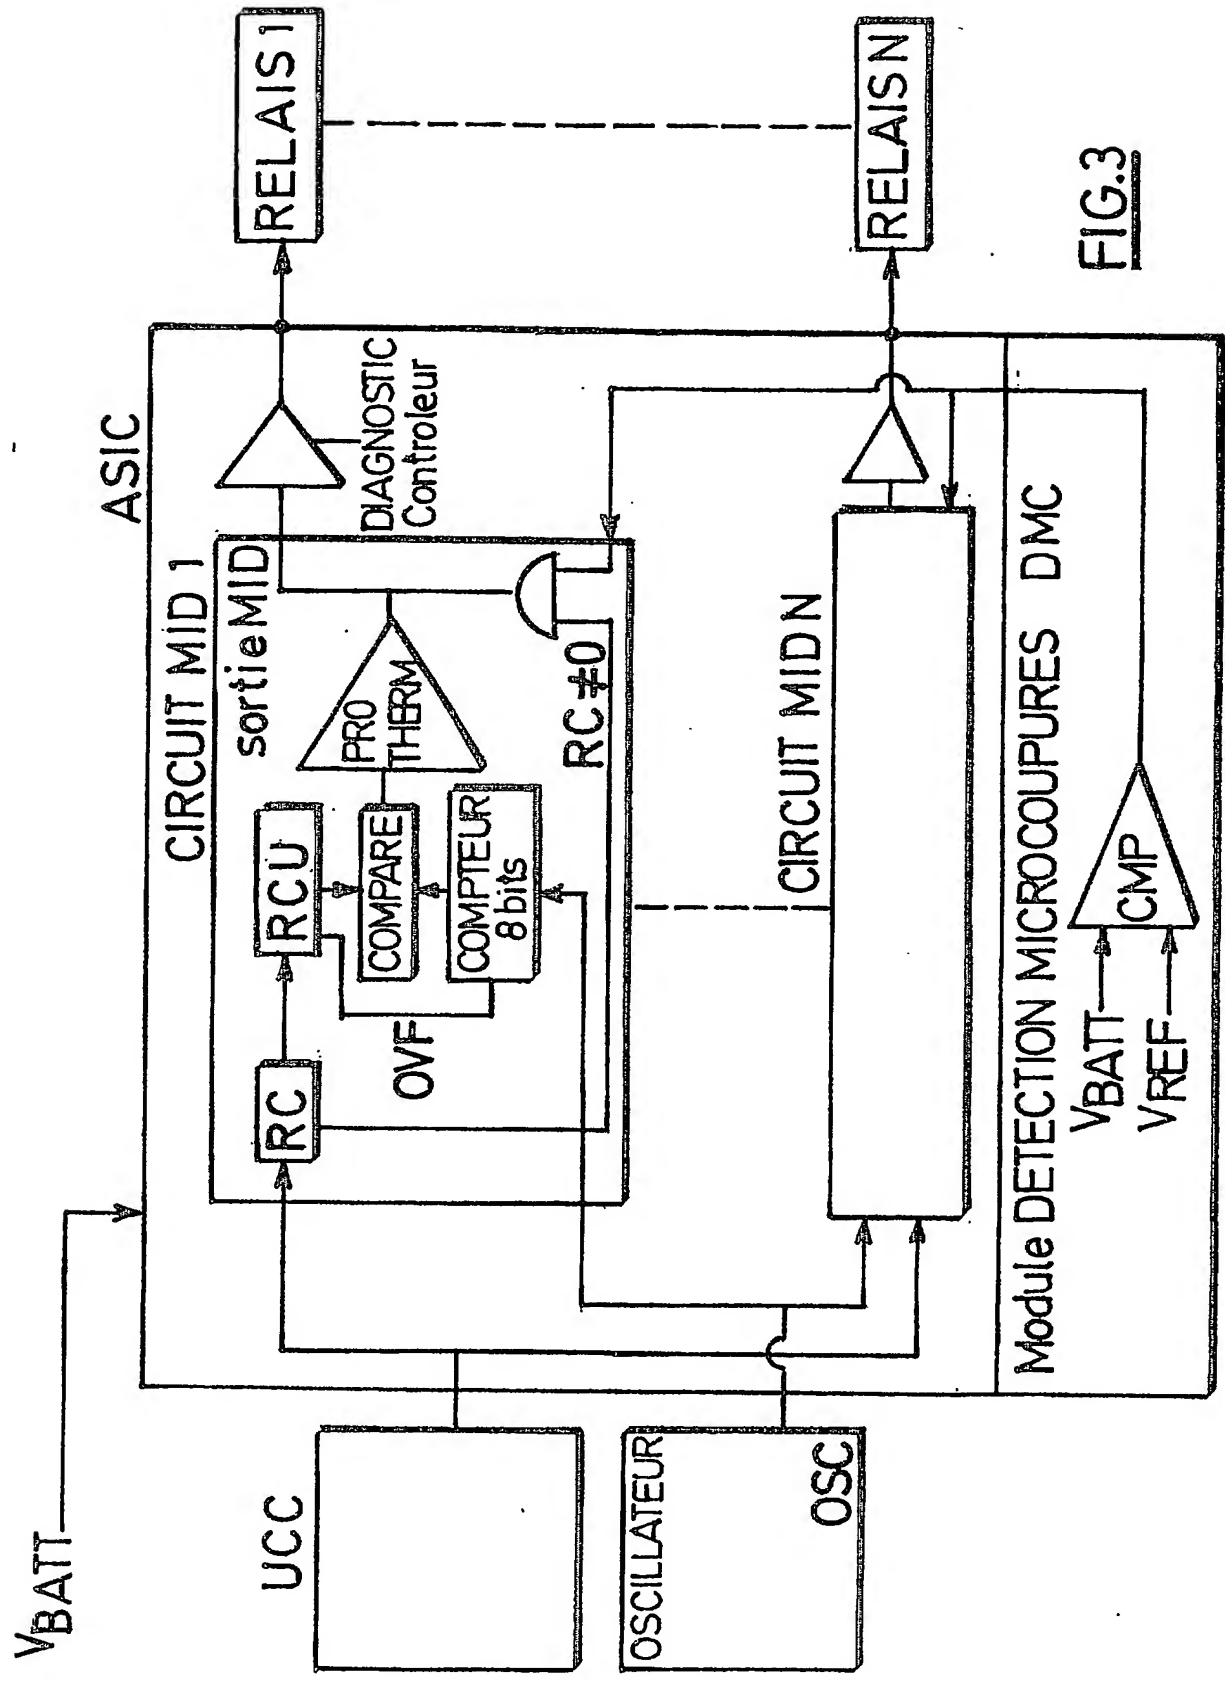 VBATT
ASIC
CIRCUIT MID 1
sortie MID
UCC
RC
RCU
OVF
COMPARE
COMPTEUR
8bits
PRO
THERM
RC ≠0
DIAGNOSTIC
Controleur
RELAIS 1
OSCILLATEUR
OSC
CIRCUIT MIDN
RELAIS N
Module DETECTION MICROCOUPURES DMC
VBATT
VREF
CMP
FIG.3